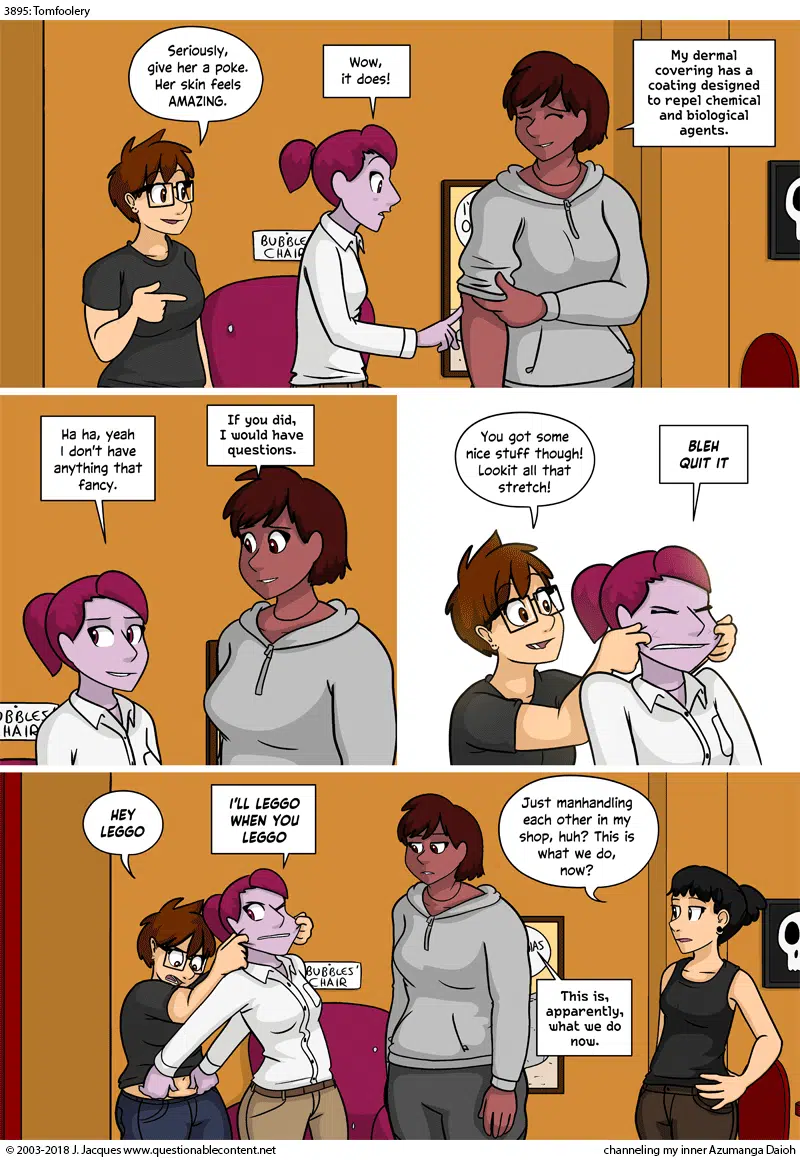 3895: Tomfoolery
Seriously,
give her a poke.
Her skin feels
AMAZING.
Wow,
it does!
My dermal
covering has a
coating designed
to repel chemical
and biological
agents.
BUBBLE
CHAIR
Ha ha, yeah
I don't have
anything that
fancy.
If you did,
I would have
questions.
OBBLES'
HAIR
You got some
nice stuff though!
Lookit all that
stretch!
BLEH
QUIT IT
HEY
LEGGO
I'LL LEGGO
WHEN YOU
LEGGO
Just manhandling
each other in my
shop, huh? This is
what we do,
now?
This is,
apparently,
what we do
now.
BUBBLES'
CHAIR
NAS
© 2003-2018 J. Jacques www.questionablecontent.net
channeling my inner Azumanga Daioh